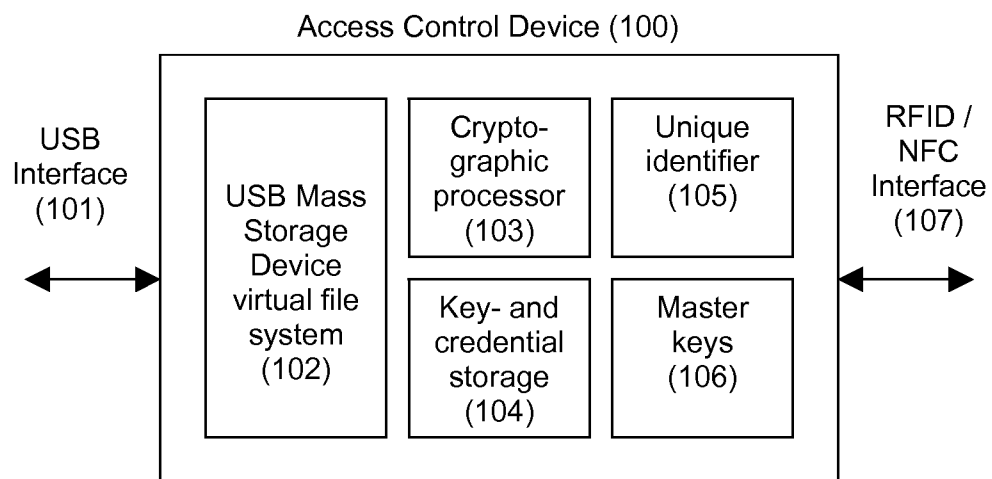 Access Control Device (100)
USB
Interface
(101)
USB Mass
Storage
Device
virtual file
system
(102)
Crypto-
graphic
processor
(103)
Unique
identifier
(105)
Key- and
credential
storage
(104)
Master
keys
(106)
RFID /
NFC
Interface
(107)